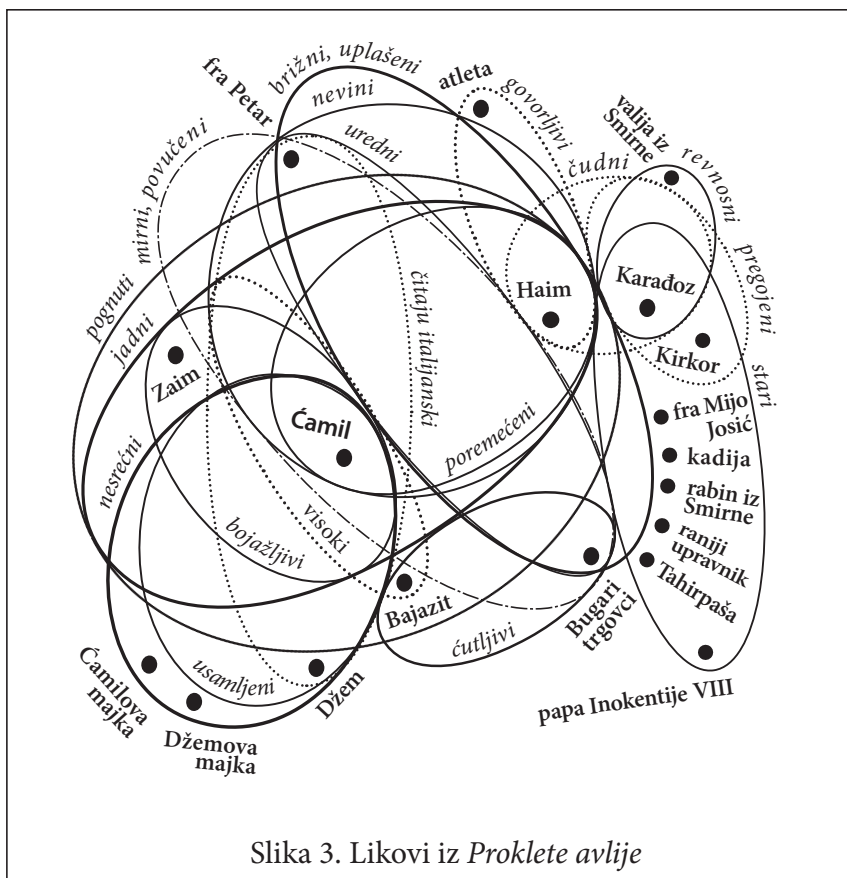 fra Petar
brižni, uplašeni
nevini
uredni
atleta
govorljivi
čudni
valija iz
Smirne
revnosni
pregojeni
stari
mirni, povučeni
pognuti
jadni
nesrećni
Zaim
Ćamil
čitaju italijanski
Haim
Karađoz
Kirkor
poremećeni
bojažljivi
visoki
Bajazit
ćutljivi
Bugari
trgovci
fra Mijo
Josić
kadija
rabin iz
Smirne
raniji
upravnik
Tahirpaša
papa Inokentije VIII
usamljeni
Džem
Ćamilova
majka
Džemova
majka
Slika 3. Likovi iz Proklete avlije